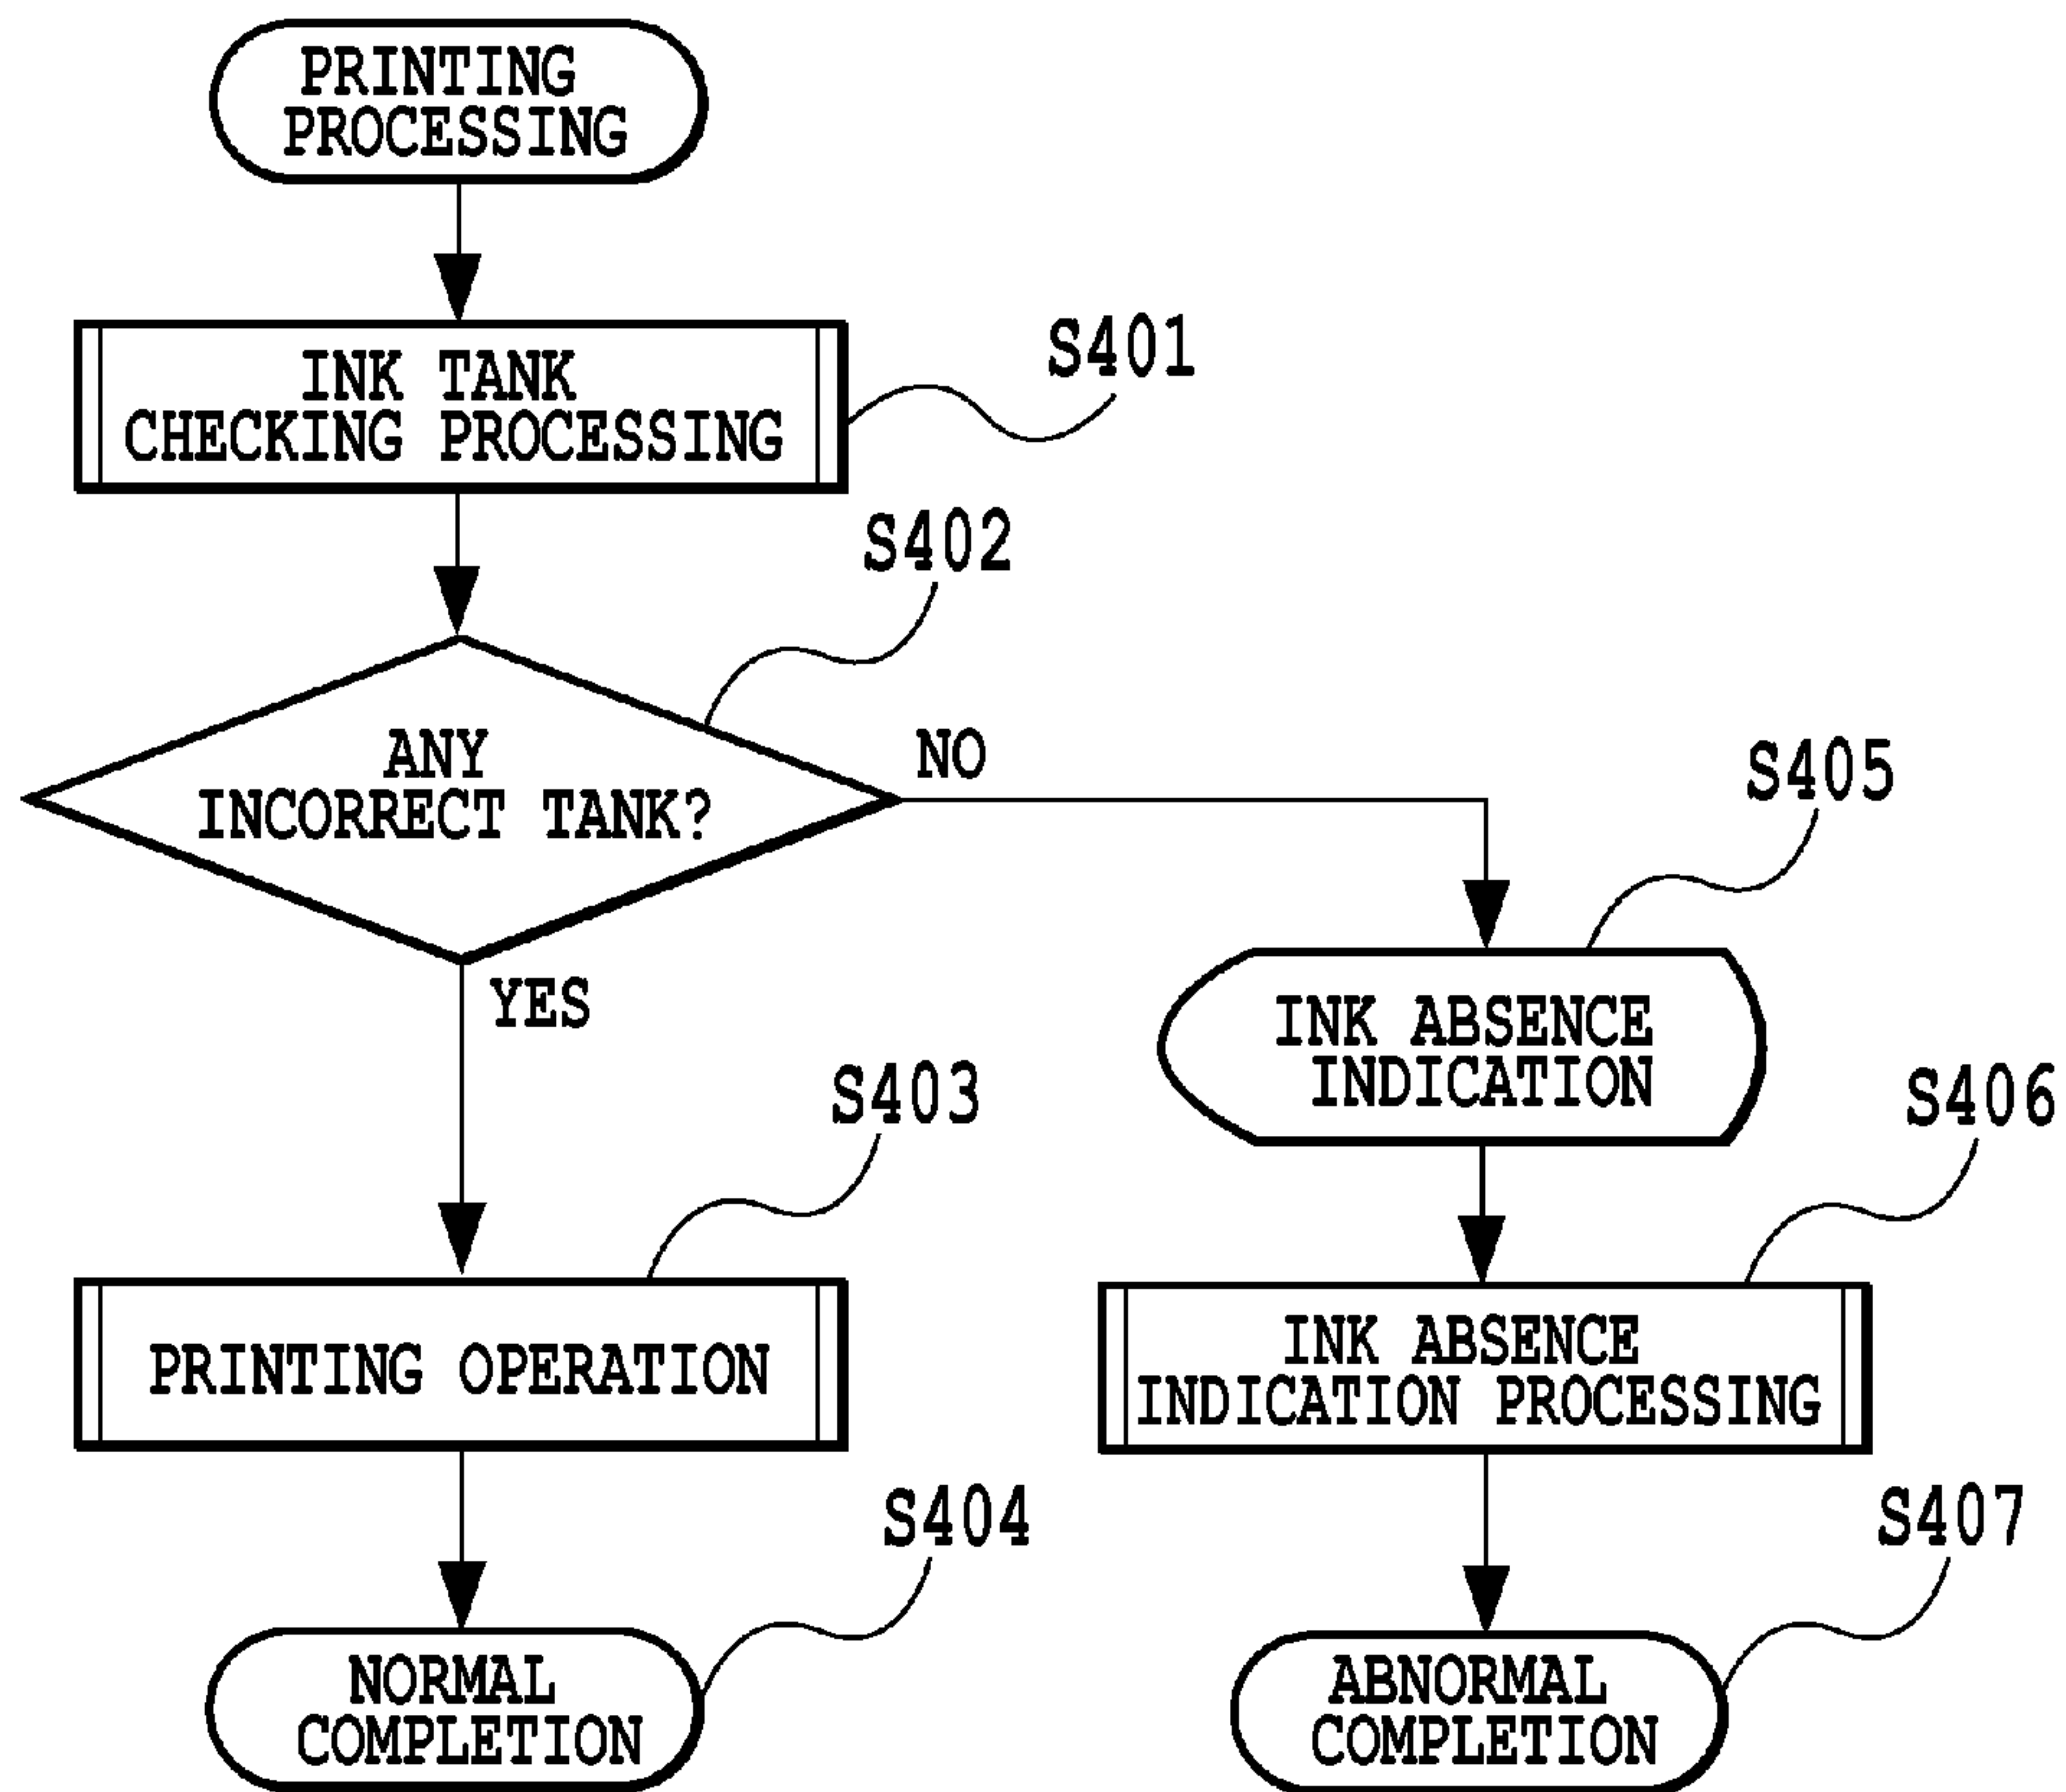 PRINTING
PROCESSING
INK TANK
CHECKING PROCESSING
S401
S402
ANY
INCORRECT TANK?
NO
YES
S403
PRINTING OPERATION
S404
NORMAL
COMPLETION
S405
INK ABSENCE
INDICATION
S406
INK ABSENCE
INDICATION PROCESSING
S407
ABNORMAL
COMPLETION